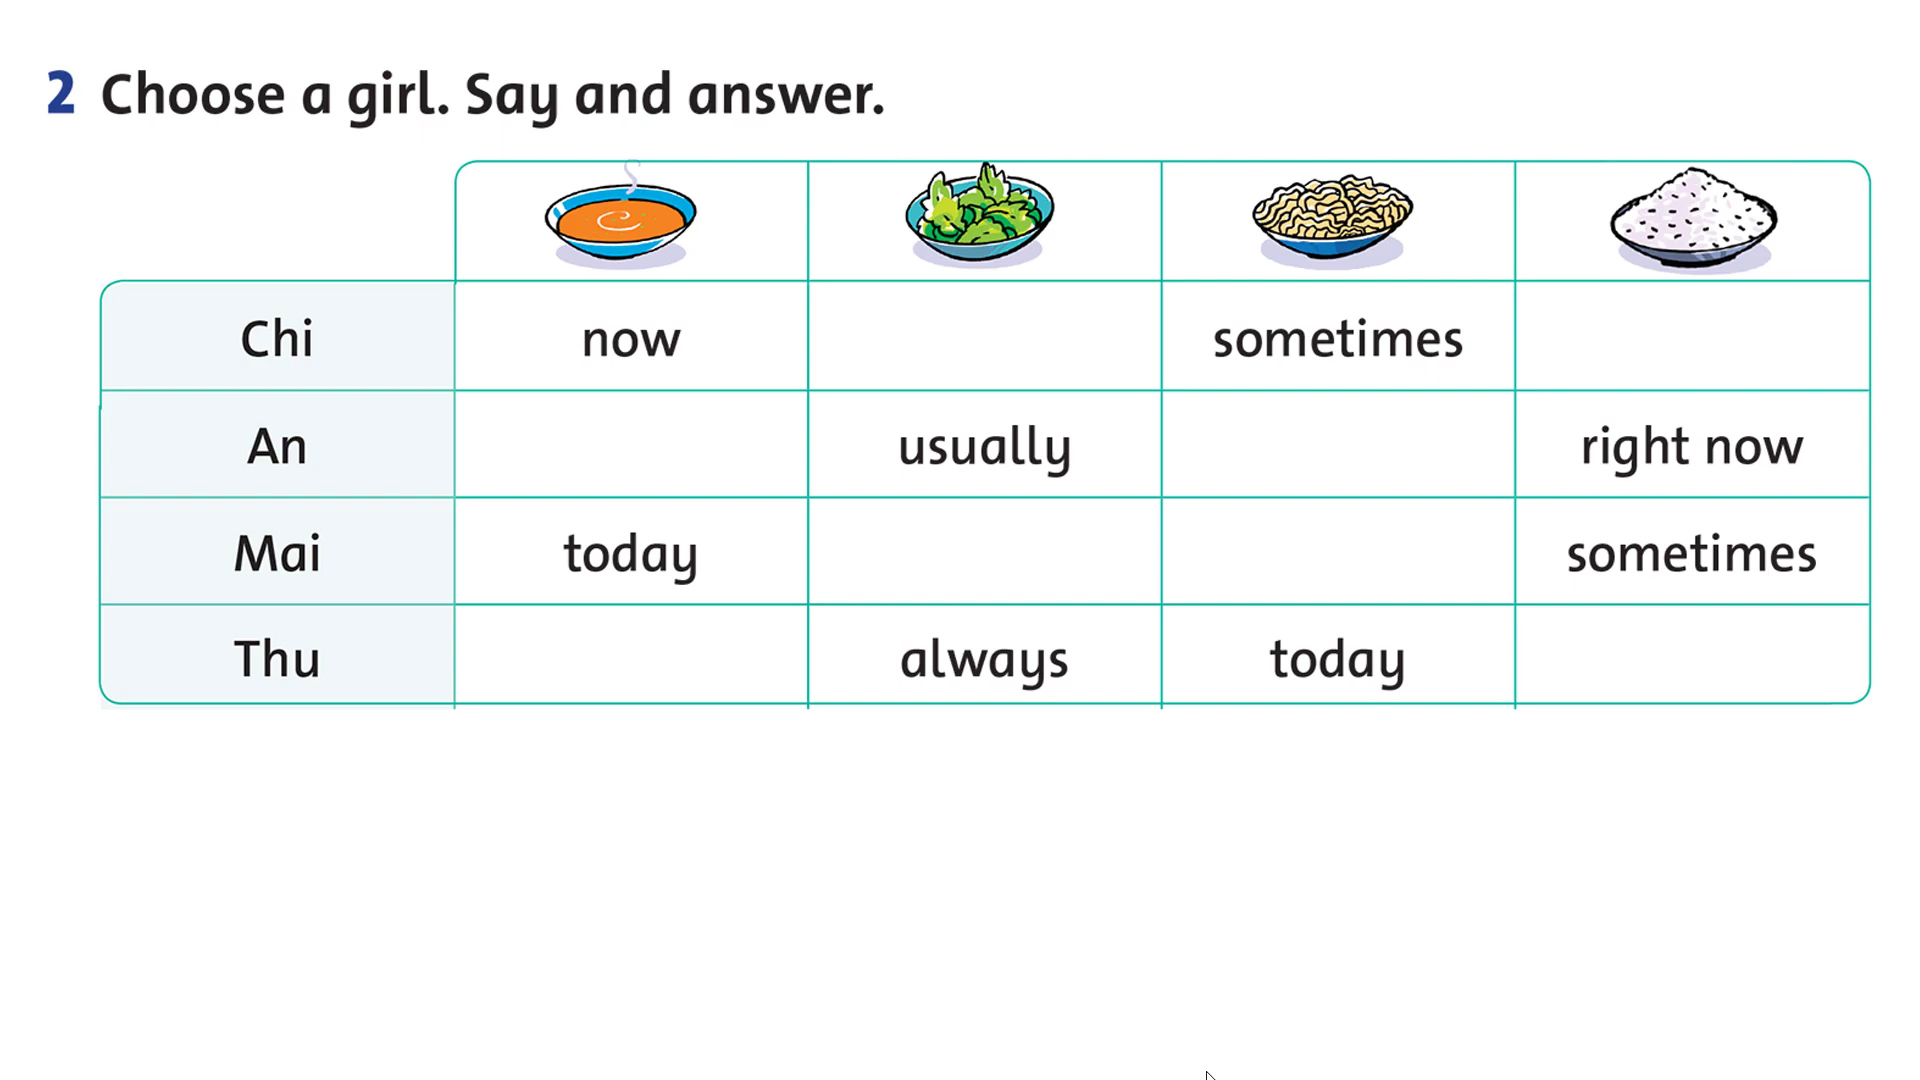 2 Choose a girl. Say and answer.
Chi now sometimes
An usually right now
Mai today sometimes
Thu always today